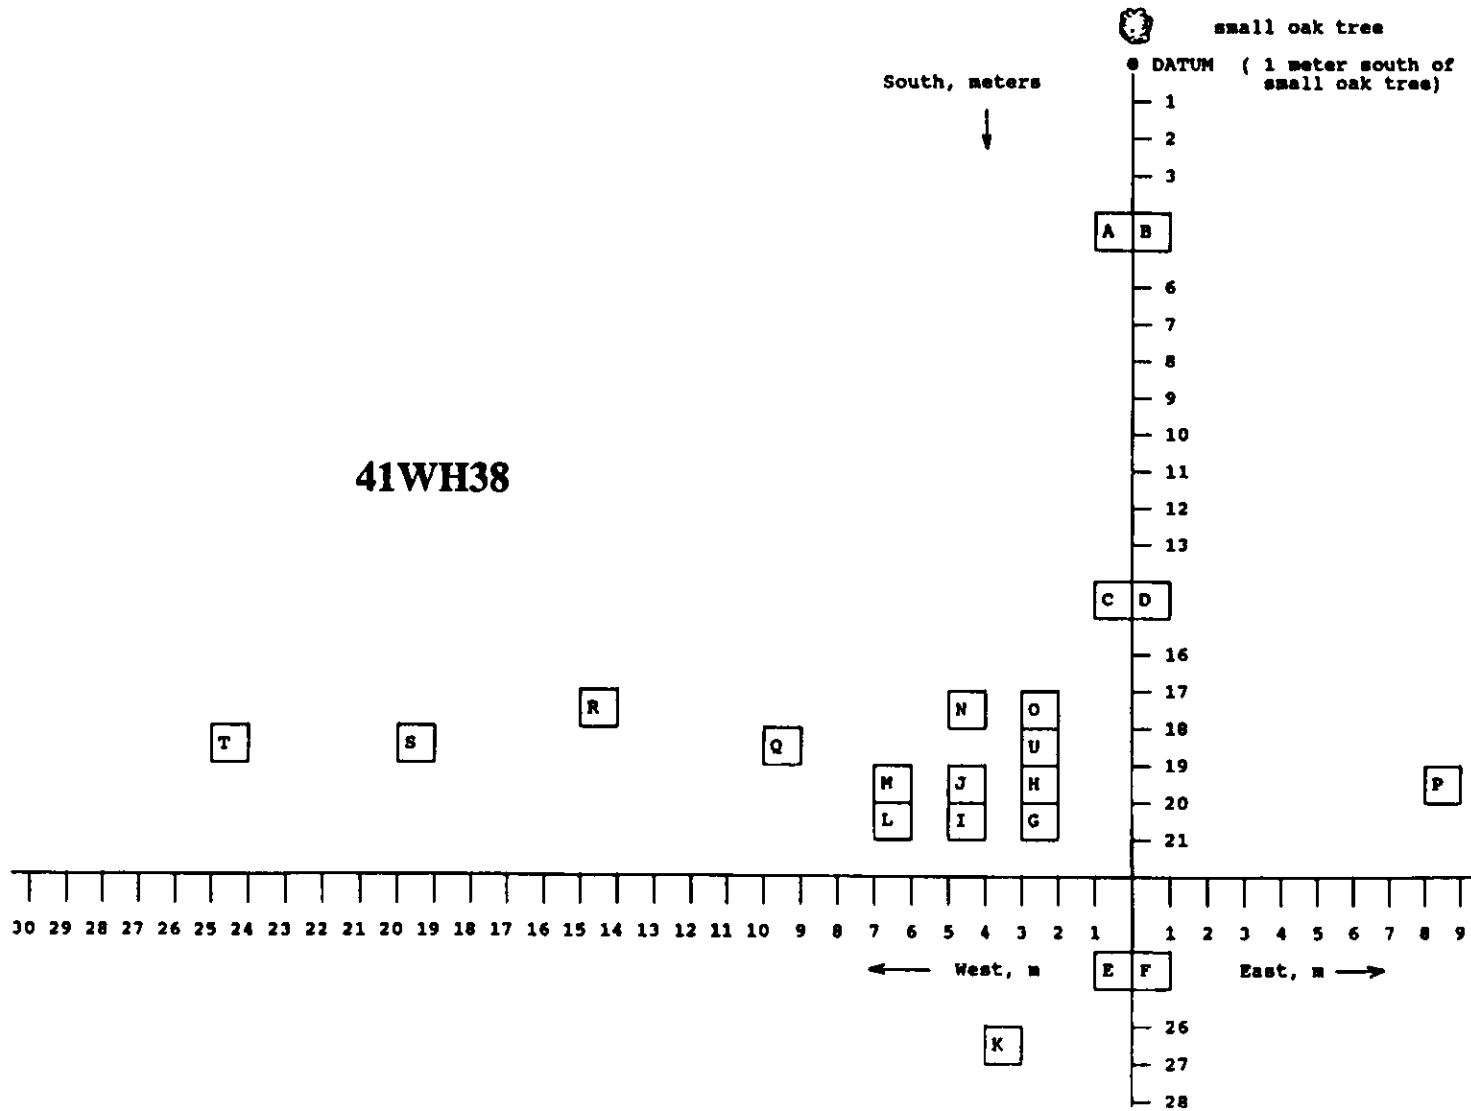 small oak tree
DATUM ( 1 meter south of
small oak tree)
South, meters
1
2
3
A B
6
7
8
9
10
41WH38
11
12
13
C D
16
17
R N O
18
T S Q U
19
M J H P
20
L I G
21
30 29 28 27 26 25 24 23 22 21 20 19 18 17 16 15 14 13 12 11 10 9 8 7 6 5 4 3 2 1 1 2 3 4 5 6 7 8 9
West, m E F East, m
26
K
27
28